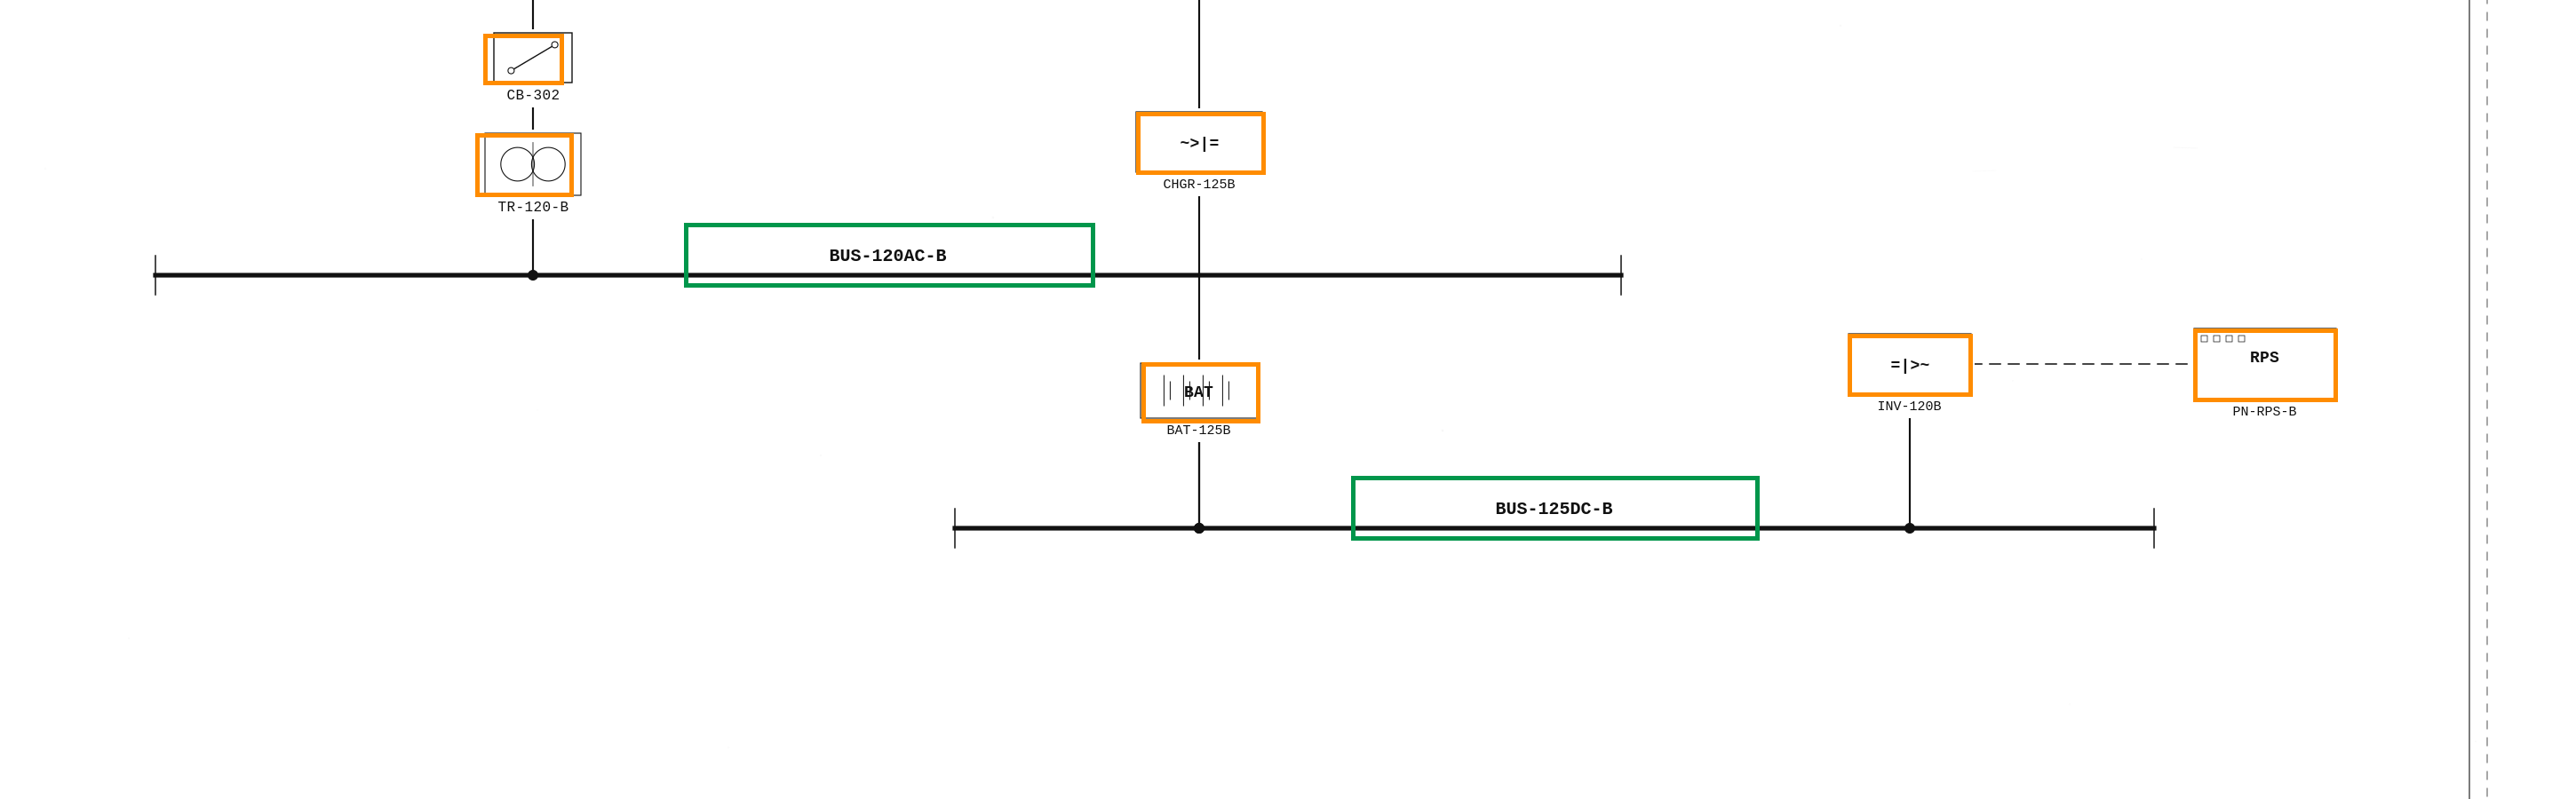 CB-302
~>|=
CHGR-125B
TR-120-B
BUS-120AC-B
=|>~
INV-120B
RPS
PN-RPS-B
BAT
BAT-125B
BUS-125DC-B